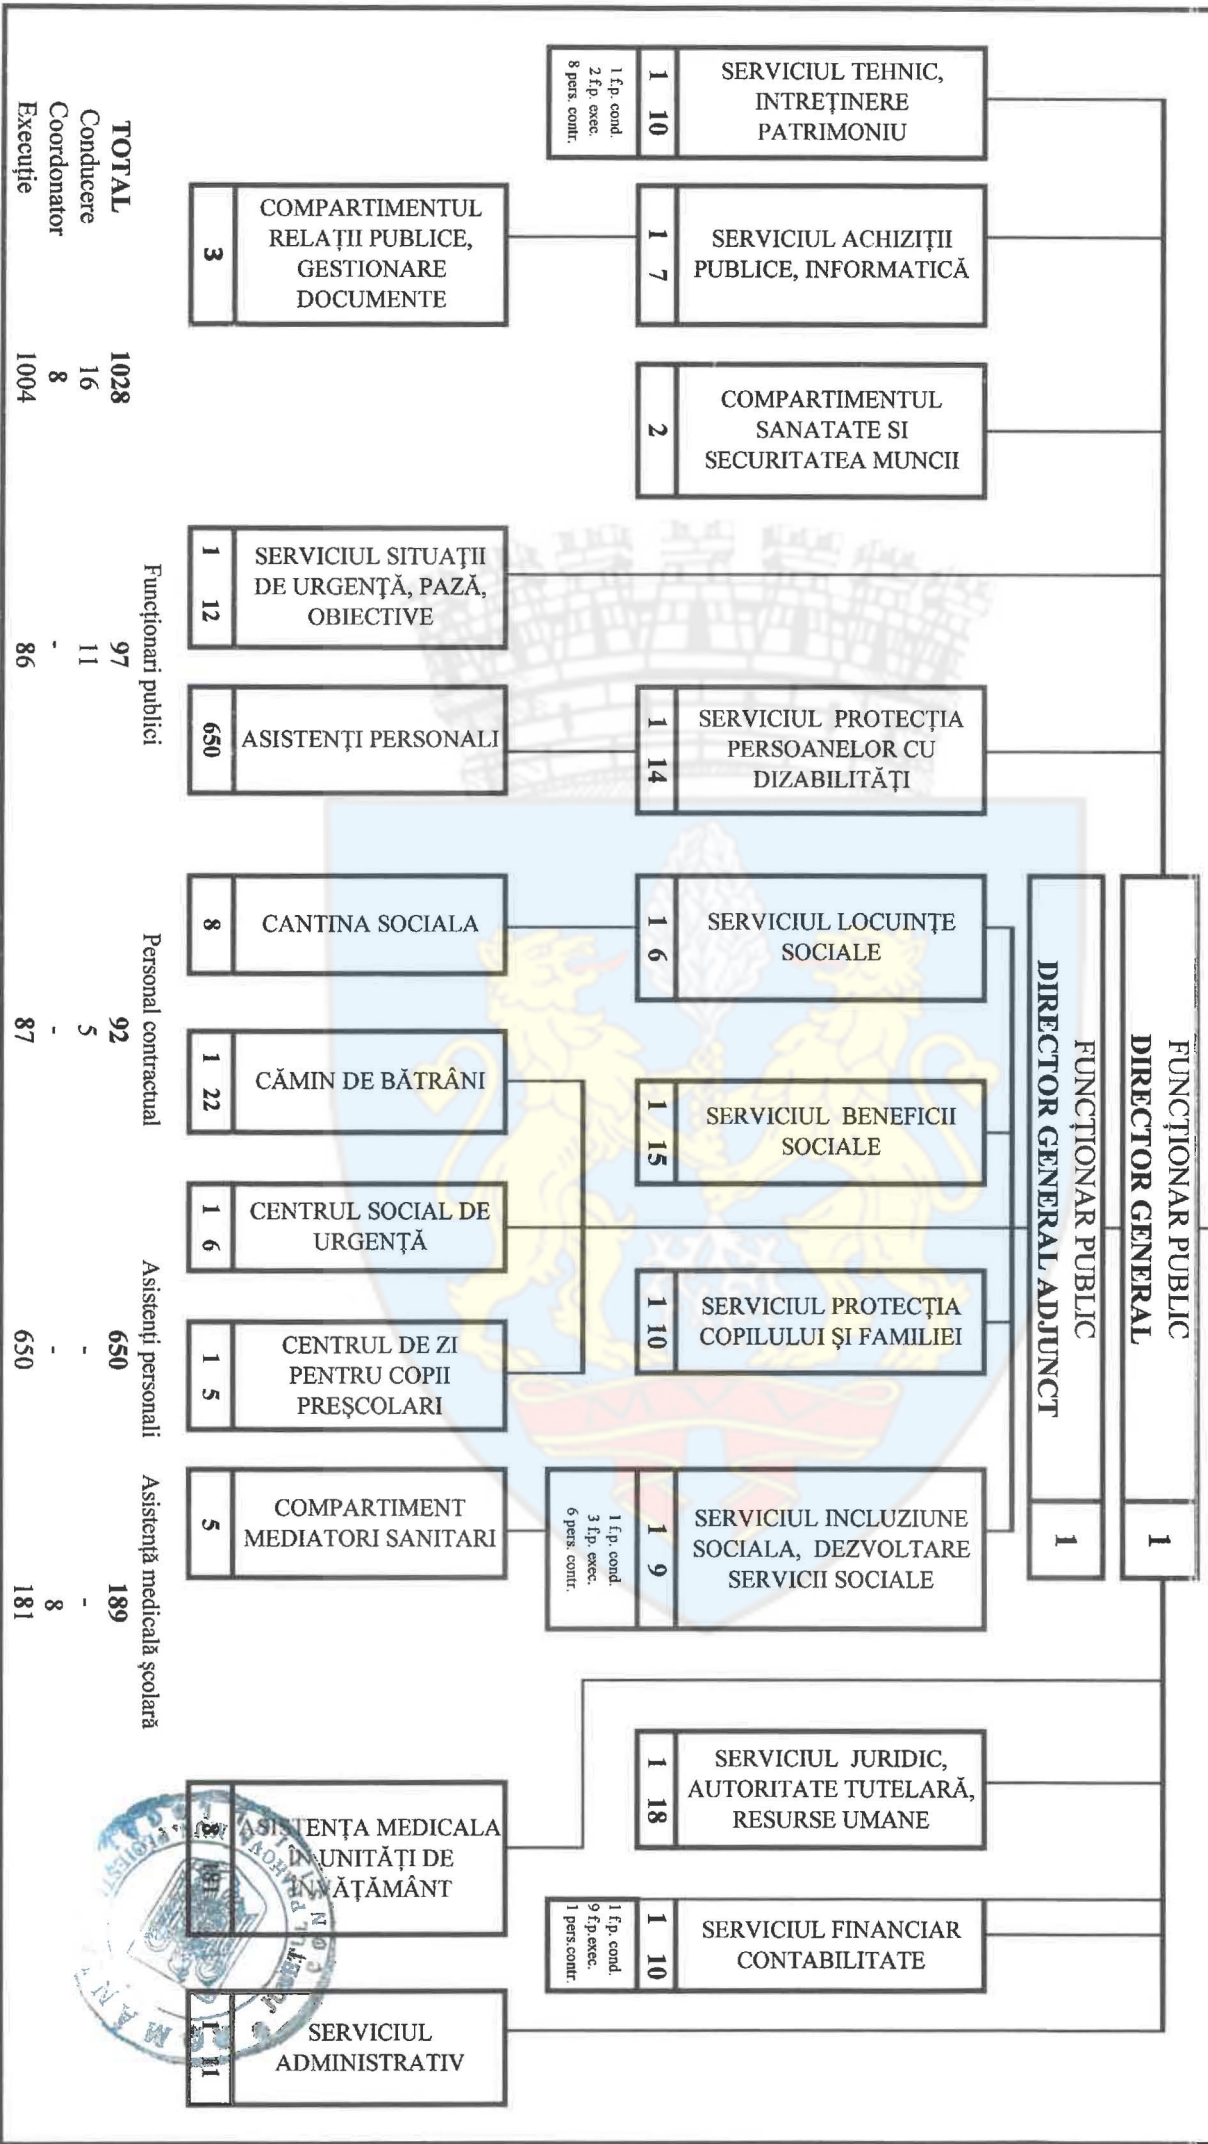 FUNCȚIONAR PUBLIC
DIRECTOR GENERAL
1
FUNCȚIONAR PUBLIC
DIRECTOR GENERAL ADJUNCT
1
SERVICIUL TEHNIC,
INTREȚINERE
PATRIMONIU
1 10
1 f.p. cond.
2 f.p. exec.
8 pers. contr.
SERVICIUL ACHIZIȚII
PUBLICE, INFORMATICĂ
1 7
COMPARTIMENTUL
SANATATE SI
SECURITATEA MUNCII
2
SERVICIUL PROTECȚIA
PERSOANELOR CU
DIZABILITĂȚI
1 14
SERVICIUL LOCUINȚE
SOCIALE
1 6
SERVICIUL BENEFICII
SOCIALE
1 15
SERVICIUL PROTECȚIA
COPILULUI ȘI FAMILIEI
1 10
SERVICIUL INCLUZIUNE
SOCIALA, DEZVOLTARE
SERVICII SOCIALE
1 9
1 f.p. cond.
3 f.p. exec.
6 pers. contr.
SERVICIUL JURIDIC,
AUTORITATE TUTELARĂ,
RESURSE UMANE
1 18
SERVICIUL FINANCIAR
CONTABILITATE
1 10
1 f.p. cond.
9 f.p.exec.
1 pers.contr.
COMPARTIMENTUL
RELAȚII PUBLICE,
GESTIONARE
DOCUMENTE
3
SERVICIUL SITUAȚII
DE URGENȚĂ, PAZĂ,
OBIECTIVE
1 12
ASISTENȚI PERSONALI
650
CANTINA SOCIALA
8
CĂMIN DE BĂTRÂNI
1 22
CENTRUL SOCIAL DE
URGENȚĂ
1 6
CENTRUL DE ZI
PENTRU COPII
PREȘCOLARI
1 5
COMPARTIMENT
MEDIATORI SANITARI
5
ASISTENȚA MEDICALA
ÎN UNITĂȚI DE
ÎNVĂȚĂMÂNT
8 181
SERVICIUL
ADMINISTRATIV
1 11
Funcționari publici Personal contractual Asistenți personali Asistență medicală școlară
TOTAL 1028 97 92 650 189
Conducere 16 11 5 - -
Coordonator 8 - - - 8
Execuție 1004 86 87 650 181